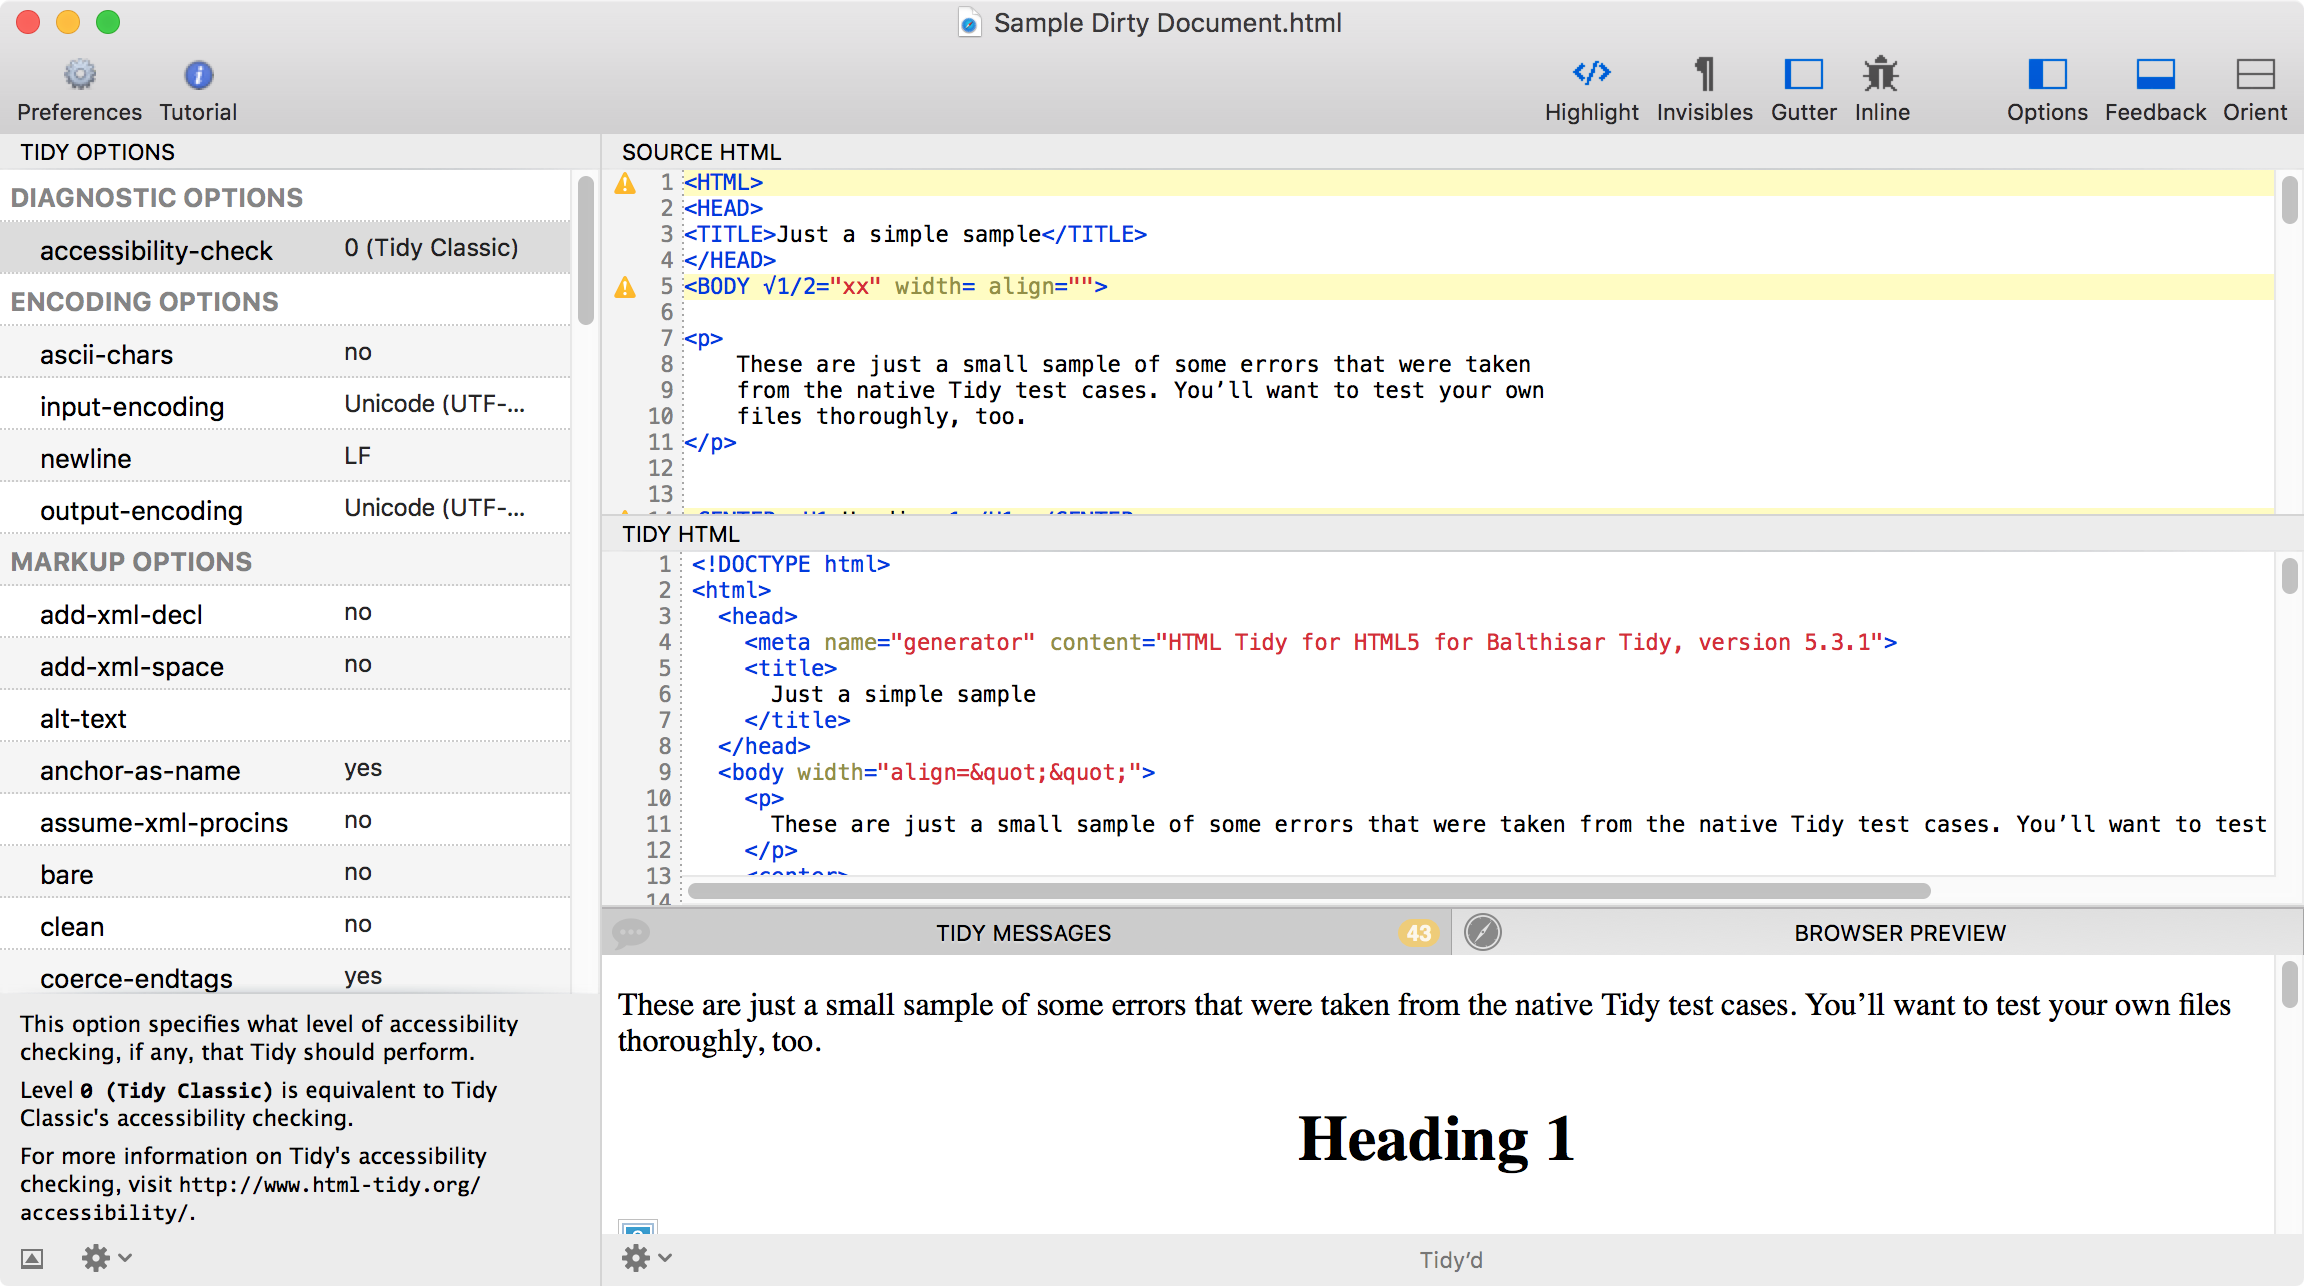 Sample Dirty Document.html
Preferences Tutorial Highlight Invisibles Gutter Inline Options Feedback Orient
TIDY OPTIONS
DIAGNOSTIC OPTIONS
accessibility-check 0 (Tidy Classic)
ENCODING OPTIONS
ascii-chars no
input-encoding Unicode (UTF-...
newline LF
output-encoding Unicode (UTF-...
MARKUP OPTIONS
add-xml-decl no
add-xml-space no
alt-text
anchor-as-name yes
assume-xml-procins no
bare no
clean no
coerce-endtags yes
This option specifies what level of accessibility
checking, if any, that Tidy should perform.
Level 0 (Tidy Classic) is equivalent to Tidy
Classic's accessibility checking.
For more information on Tidy's accessibility
checking, visit http://www.html-tidy.org/
accessibility/.
SOURCE HTML
1 <HTML>
2 <HEAD>
3 <TITLE>Just a simple sample</TITLE>
4 </HEAD>
5 <BODY √1/2="xx" width= align="">
6
7 <p>
8 These are just a small sample of some errors that were taken
9 from the native Tidy test cases. You’ll want to test your own
10 files thoroughly, too.
11 </p>
12
13
TIDY HTML
1 <!DOCTYPE html>
2 <html>
3 <head>
4 <meta name="generator" content="HTML Tidy for HTML5 for Balthisar Tidy, version 5.3.1">
5 <title>
6 Just a simple sample
7 </title>
8 </head>
9 <body width="align=&quot;&quot;">
10 <p>
11 These are just a small sample of some errors that were taken from the native Tidy test cases. You’ll want to test
12 </p>
13 <center>
14
TIDY MESSAGES 43 BROWSER PREVIEW
These are just a small sample of some errors that were taken from the native Tidy test cases. You’ll want to test your own files
thoroughly, too.
Heading 1
Tidy’d